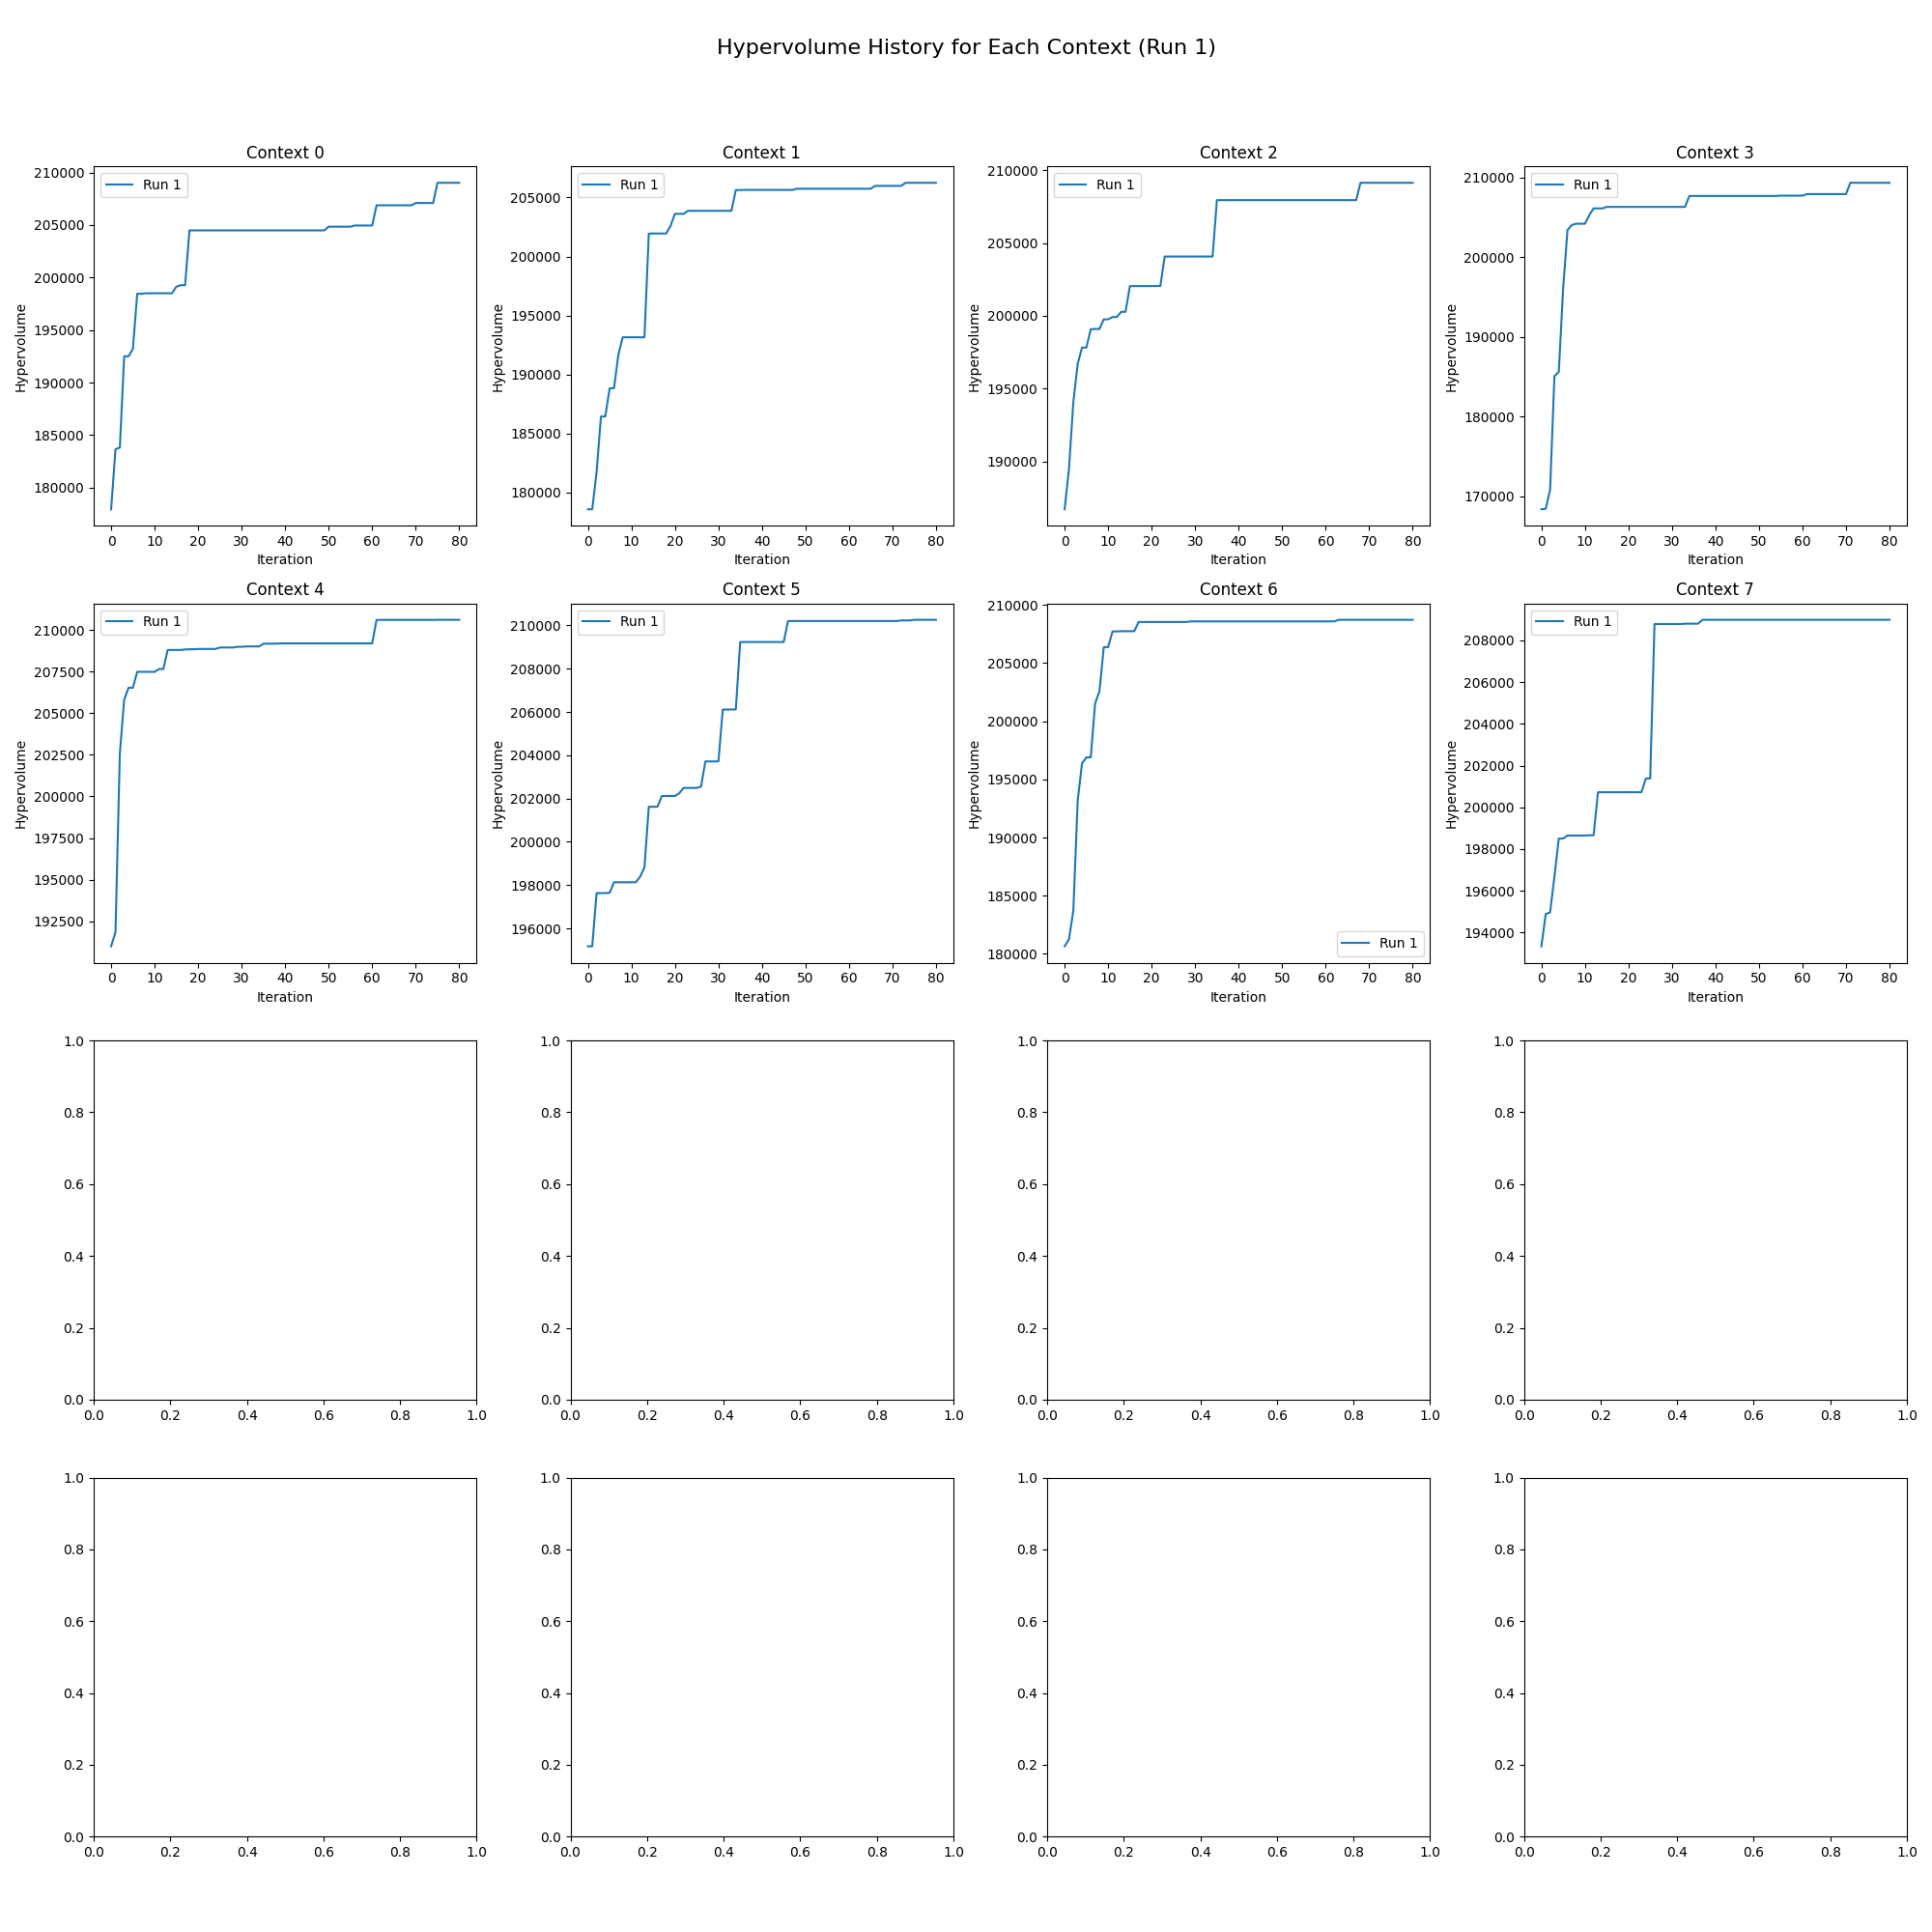 Hypervolume History for Each Context (Run 1)
Context 0
Context 1
Context 2
Context 3
Run 1
Run 1
Run 1
Run 1
Hypervolume
210000
205000
200000
195000
190000
185000
180000
0 10 20 30 40 50 60 70 80
Iteration
Hypervolume
205000
200000
195000
190000
185000
180000
0 10 20 30 40 50 60 70 80
Iteration
Hypervolume
210000
205000
200000
195000
190000
0 10 20 30 40 50 60 70 80
Iteration
Hypervolume
210000
200000
190000
180000
170000
0 10 20 30 40 50 60 70 80
Iteration
Context 4
Context 5
Context 6
Context 7
Run 1
Run 1
Run 1
Run 1
Hypervolume
210000
207500
205000
202500
200000
197500
195000
192500
0 10 20 30 40 50 60 70 80
Iteration
Hypervolume
210000
208000
206000
204000
202000
200000
198000
196000
0 10 20 30 40 50 60 70 80
Iteration
Hypervolume
210000
205000
200000
195000
190000
185000
180000
0 10 20 30 40 50 60 70 80
Iteration
Hypervolume
208000
206000
204000
202000
200000
198000
196000
194000
0 10 20 30 40 50 60 70 80
Iteration
1.0
0.8
0.6
0.4
0.2
0.0
0.0 0.2 0.4 0.6 0.8 1.0
1.0
0.8
0.6
0.4
0.2
0.0
0.0 0.2 0.4 0.6 0.8 1.0
1.0
0.8
0.6
0.4
0.2
0.0
0.0 0.2 0.4 0.6 0.8 1.0
1.0
0.8
0.6
0.4
0.2
0.0
0.0 0.2 0.4 0.6 0.8 1.0
1.0
0.8
0.6
0.4
0.2
0.0
0.0 0.2 0.4 0.6 0.8 1.0
1.0
0.8
0.6
0.4
0.2
0.0
0.0 0.2 0.4 0.6 0.8 1.0
1.0
0.8
0.6
0.4
0.2
0.0
0.0 0.2 0.4 0.6 0.8 1.0
1.0
0.8
0.6
0.4
0.2
0.0
0.0 0.2 0.4 0.6 0.8 1.0